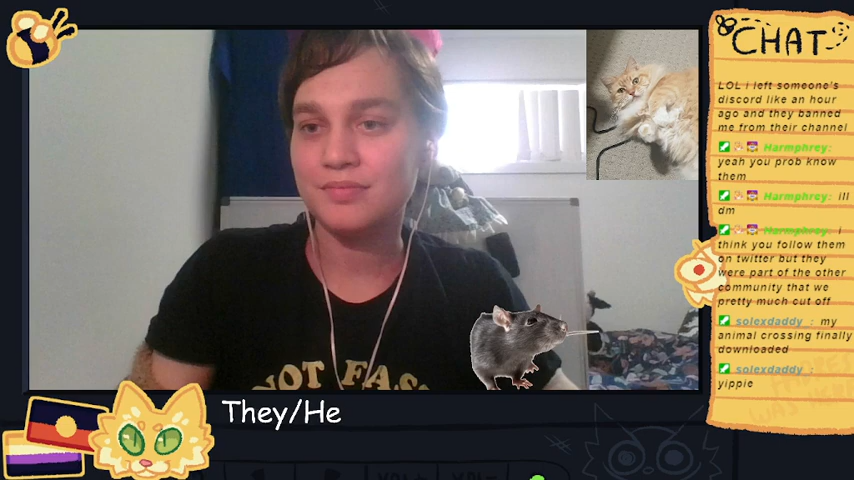 CHAT
LOL i left someone's
discord like an hour
ago and they banned
me from their channel
Harmphrey:
yeah you prob know
them
Harmphrey: ill
dm
Harmphrey: i
think you follow them
on twitter but they
were part of the other
community that we
pretty much cut off
solexdaddy : my
animal crossing finally
downloaded
solexdaddy :
yippie
NOT
They/He